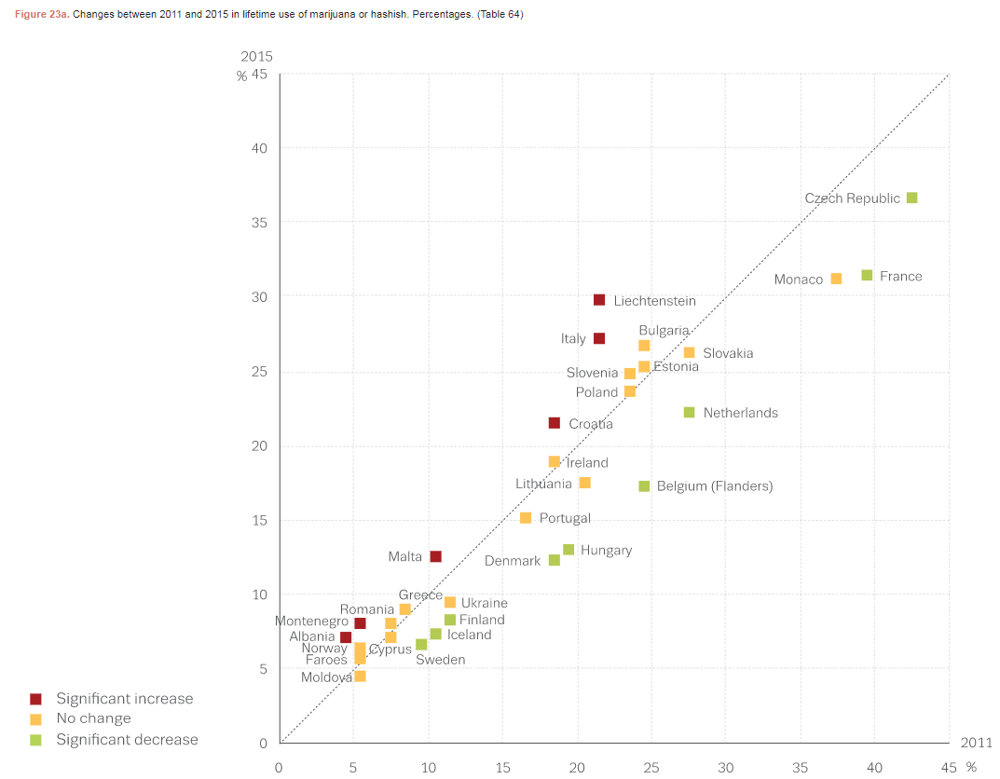 Figure 23a. Changes between 2011 and 2015 in lifetime use of marijuana or hashish. Percentages. (Table 64)
2015
% 45
40
Czech Republic
35
Monaco
France
30
Liechtenstein
Bulgaria
Italy
Slovakia
Estonia
25
Slovenia
Poland
Netherlands
Croatia
20
Ireland
Lithuania
Belgium (Flanders)
15
Portugal
Hungary
Malta
Denmark
10
Greece
Ukraine
Romania
Finland
Montenegro
Albania
Iceland
Norway
Cyprus
Faroes
Sweden
5
Moldova
Significant increase
No change
Significant decrease
0
2011
0 5 10 15 20 25 30 35 40 45 %